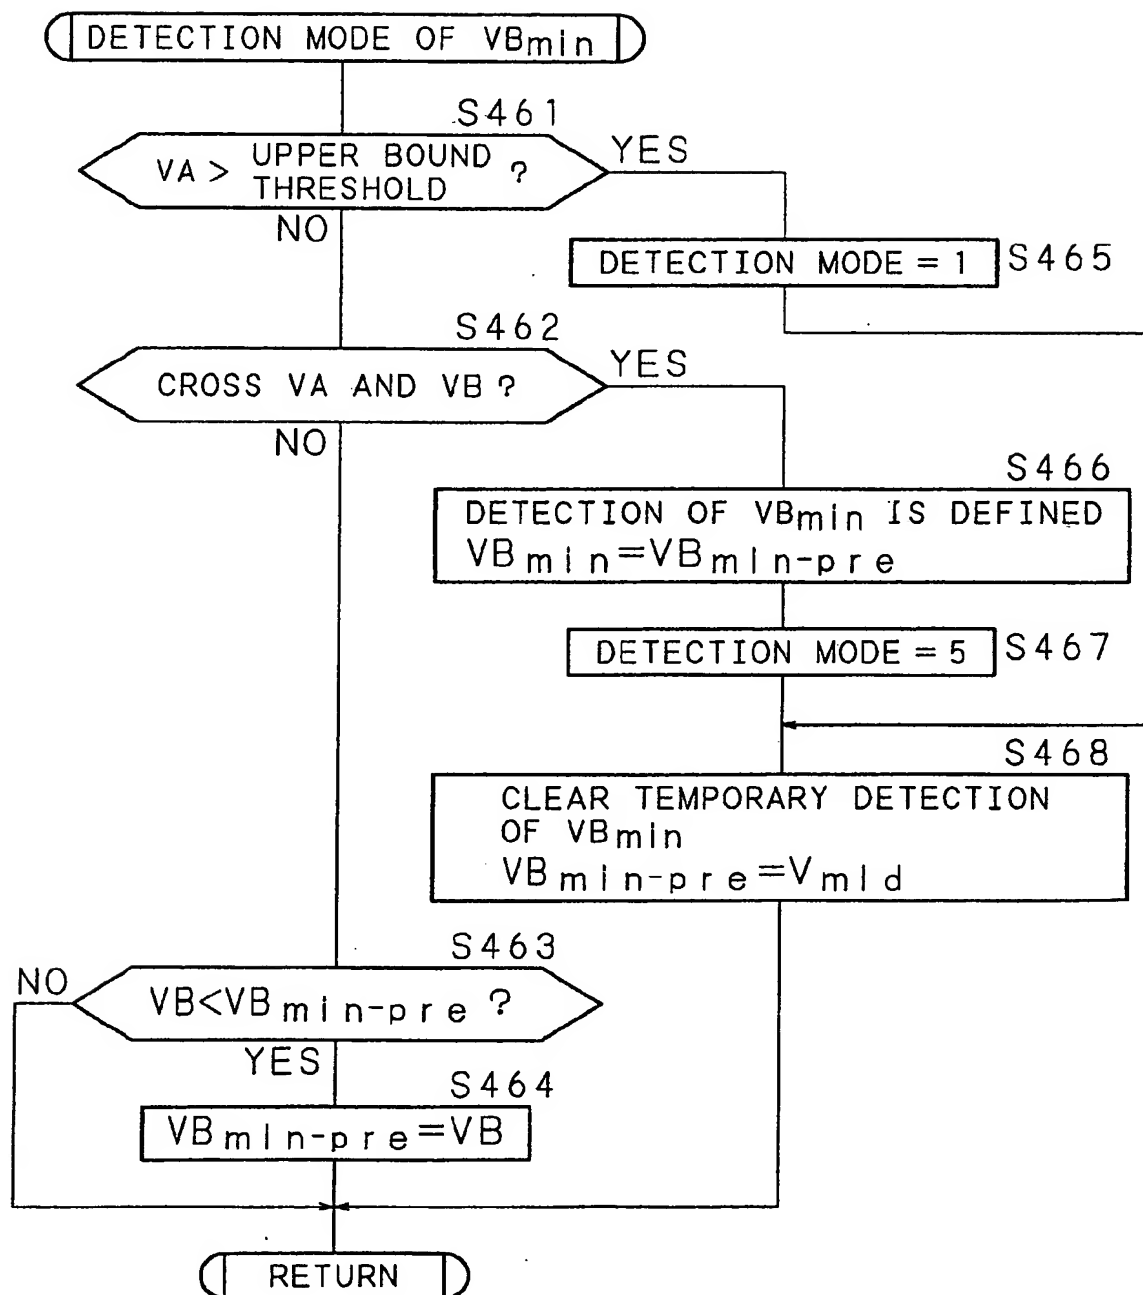 DETECTION MODE OF VBmin
S461
VA > UPPER BOUND THRESHOLD ?
YES
NO
DETECTION MODE = 1
S465
S462
CROSS VA AND VB ?
YES
NO
S466
DETECTION OF VBmin IS DEFINED
VBmin=VBmin-pre
DETECTION MODE = 5
S467
S468
CLEAR TEMPORARY DETECTION
OF VBmin
VBmin-pre=Vmid
S463
NO
VB<VBmin-pre ?
YES
S464
VBmin-pre=VB
RETURN